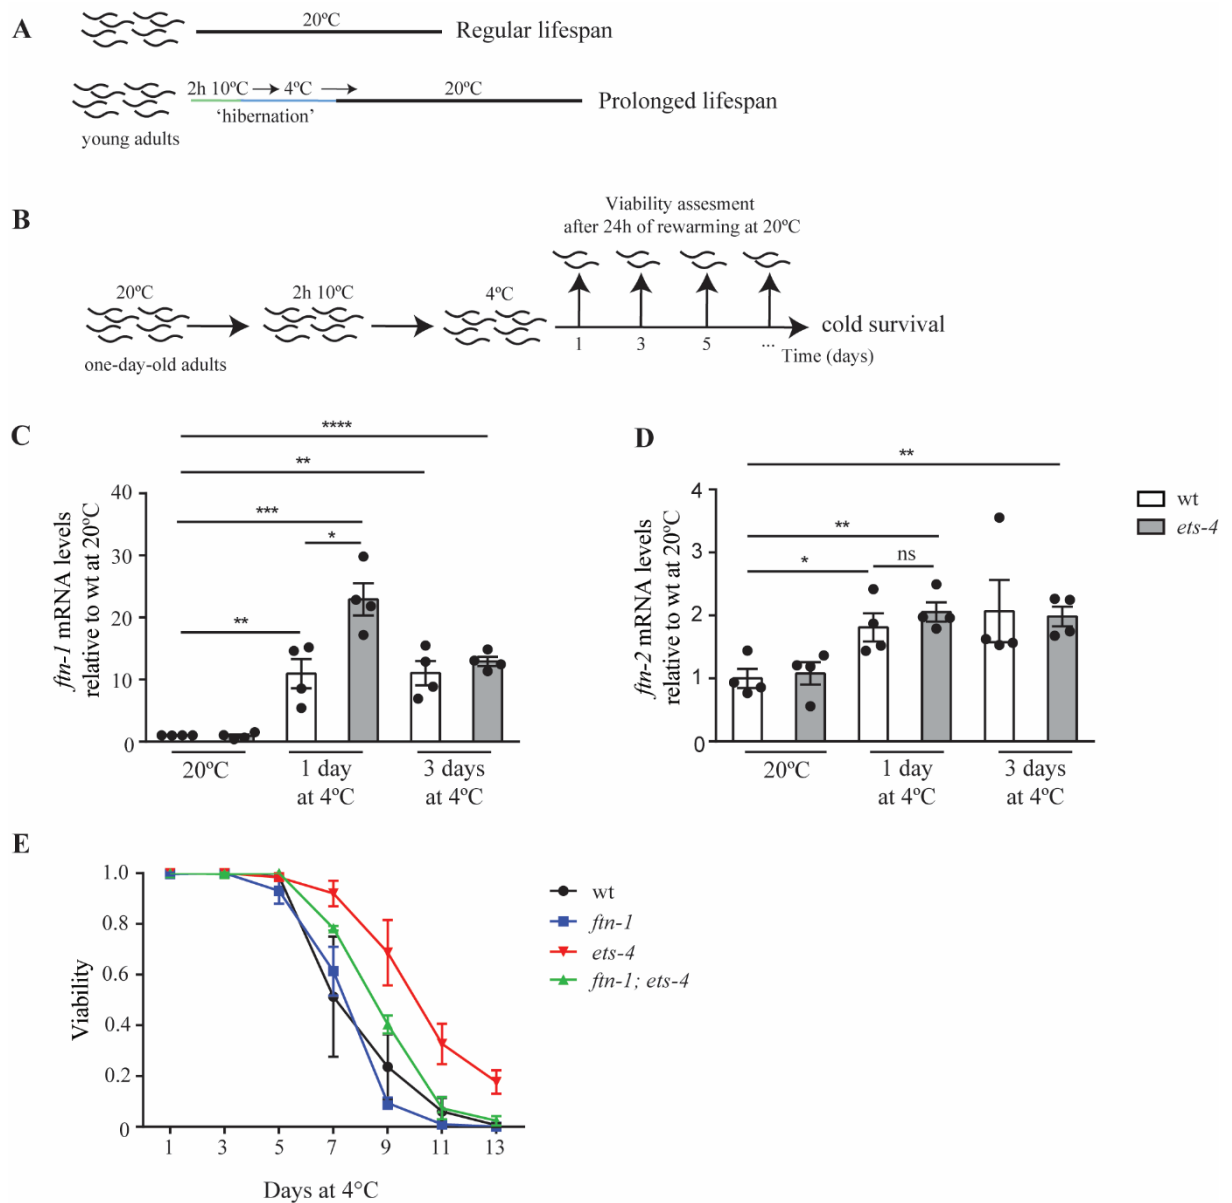 A
20ºC
Regular lifespan
2h 10ºC
4ºC
20ºC
'hibernation'
Prolonged lifespan
young adults
B
Viability assesment
after 24h of rewarming at 20ºC
20ºC
2h 10ºC
4ºC
cold survival
one-day-old adults
1
3
5
...
Time (days)
C
****
**
***
*
**
ftn-1 mRNA levels
relative to wt at 20ºC
40
30
20
10
0
20ºC
1 day
at 4ºC
3 days
at 4ºC
D
**
**
*
ns
ftn-2 mRNA levels
relative to wt at 20ºC
4
3
2
1
0
20ºC
1 day
at 4ºC
3 days
at 4ºC
wt
ets-4
E
Viability
1.0
0.8
0.6
0.4
0.2
0
1
3
5
7
9
11
13
Days at 4°C
wt
ftn-1
ets-4
ftn-1; ets-4